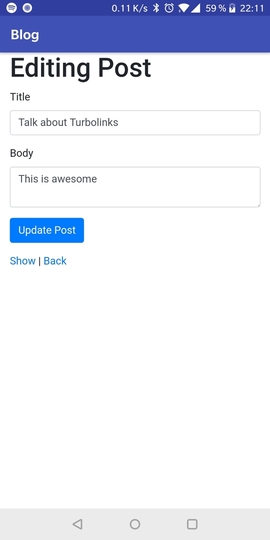 0.11 K/s 59 % 22:11
Blog
Editing Post
Title
Talk about Turbolinks
Body
This is awesome
Update Post
Show | Back